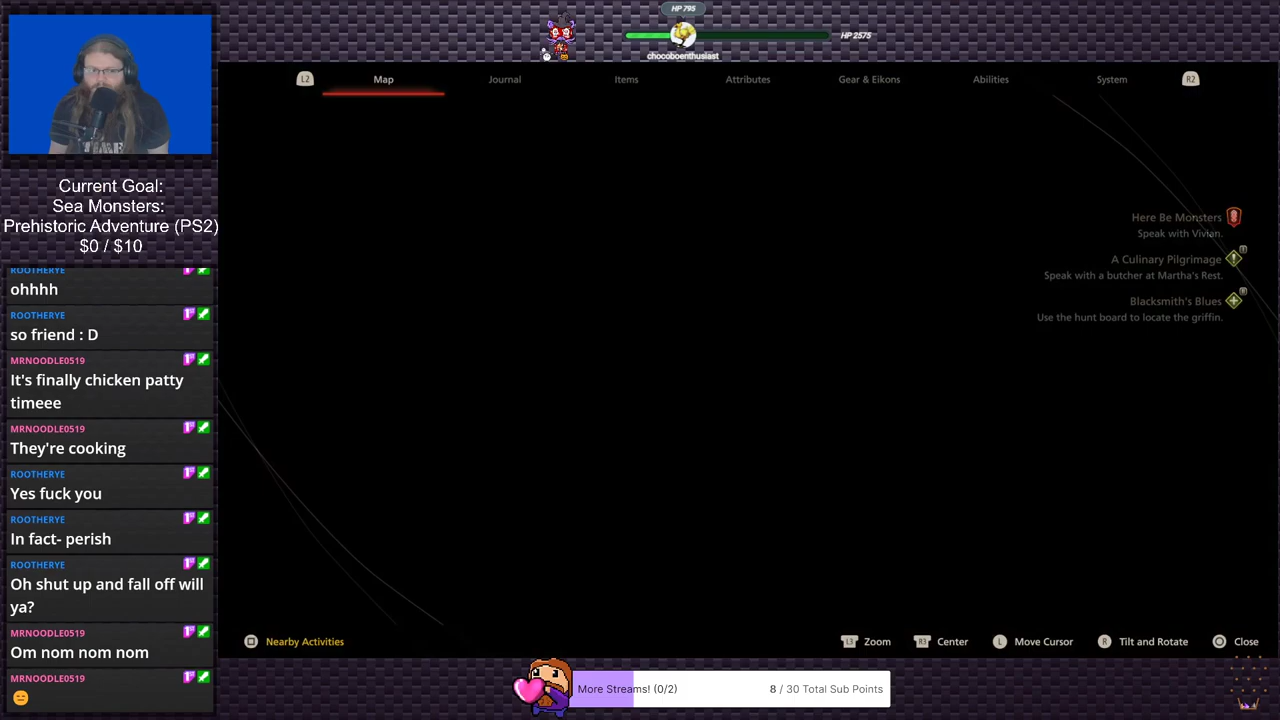 HP 795
HP 2575
chocoboenthusiast
L2 Map Journal Items Attributes Gear & Eikons Abilities System R2
Current Goal:
Sea Monsters:
Prehistoric Adventure (PS2)
$0 / $10
Here Be Monsters
Speak with Vivian.
A Culinary Pilgrimage
Speak with a butcher at Martha's Rest.
Blacksmith's Blues
Use the hunt board to locate the griffin.
ROOTHERYE
ohhhh
ROOTHERYE
so friend : D
MRNOODLE0519
It's finally chicken patty
timeee
MRNOODLE0519
They're cooking
ROOTHERYE
Yes fuck you
ROOTHERYE
In fact- perish
ROOTHERYE
Oh shut up and fall off will
ya?
MRNOODLE0519
Om nom nom nom
MRNOODLE0519
Nearby Activities
L3 Zoom R3 Center L Move Cursor R Tilt and Rotate Close
More Streams! (0/2) 8 / 30 Total Sub Points